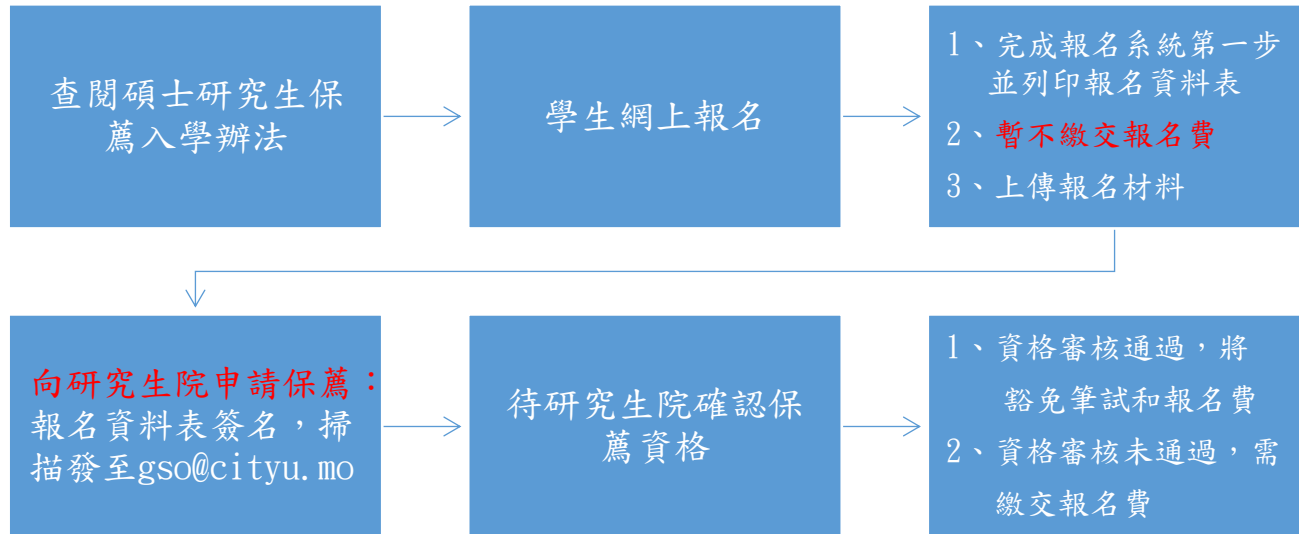 查閱碩士研究生保
薦入學辦法
學生網上報名
1、完成報名系統第一步
並列印報名資料表
2、暫不繳交報名費
3、上傳報名材料
向研究生院申請保薦：
報名資料表簽名，掃
描發至gso@cityu.mo
待研究生院確認保
薦資格
1、資格審核通過，將
豁免筆試和報名費
2、資格審核未通過，需
繳交報名費